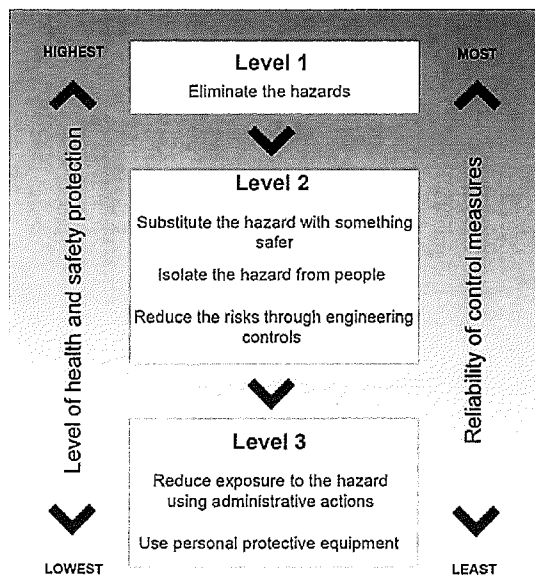 HIGHEST
Level 1
MOST
Eliminate the hazards
Level of health and safety protection
Reliability of control measures
Level 2
Substitute the hazard with something
safer
Isolate the hazard from people
Reduce the risks through engineering
controls
Level 3
Reduce exposure to the hazard
using administrative actions
Use personal protective equipment
LOWEST
LEAST